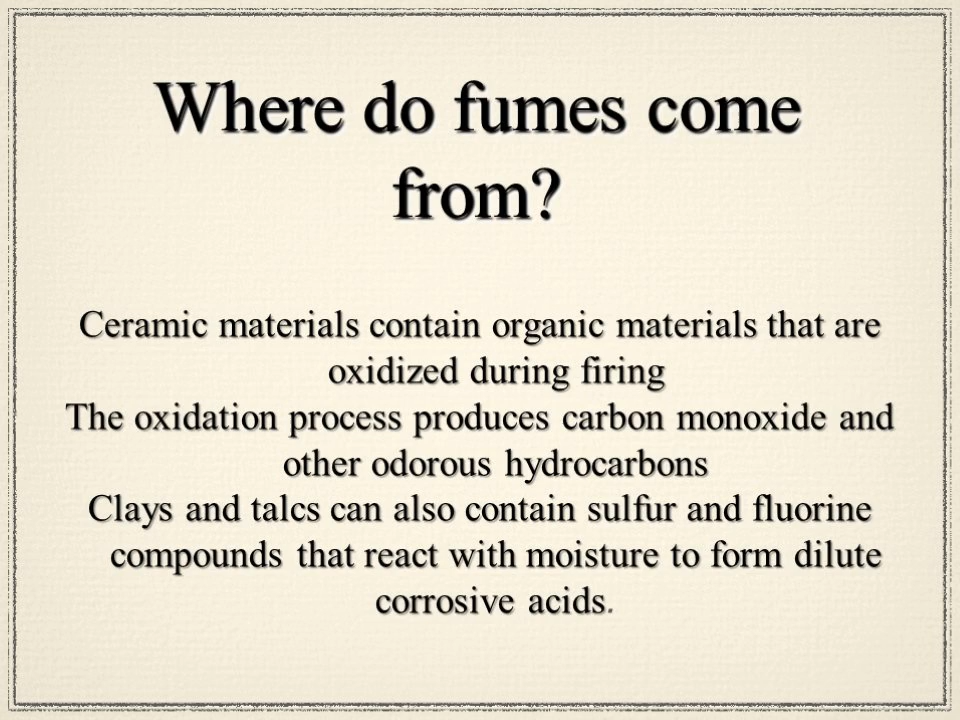 Where do fumes come
from?
Ceramic materials contain organic materials that are
oxidized during firing
The oxidation process produces carbon monoxide and
other odorous hydrocarbons
Clays and talcs can also contain sulfur and fluorine
compounds that react with moisture to form dilute
corrosive acids.